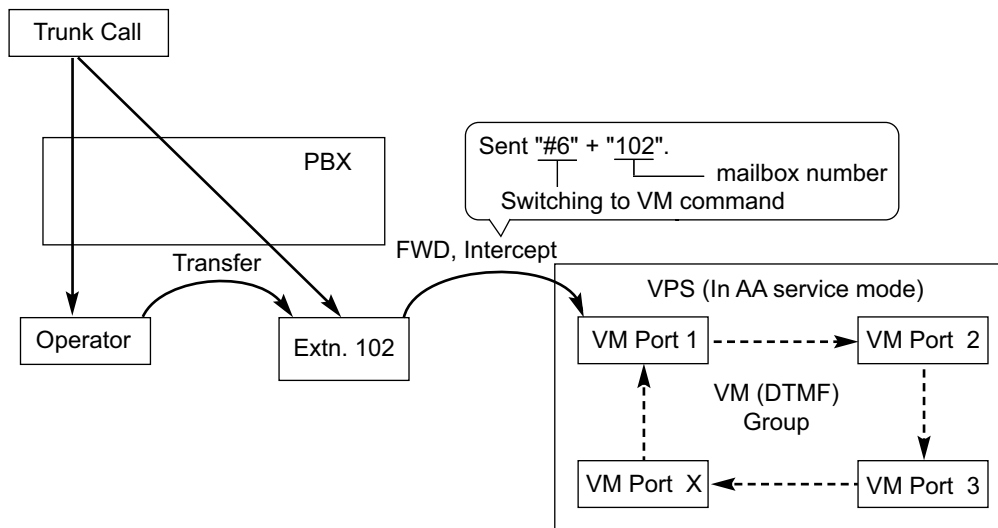 Trunk Call
PBX
Sent "#6" + "102".
mailbox number
Switching to VM command
FWD, Intercept
Transfer
VPS (In AA service mode)
Operator
Extn. 102
VM Port 1
VM Port 2
VM (DTMF)
Group
VM Port X
VM Port 3